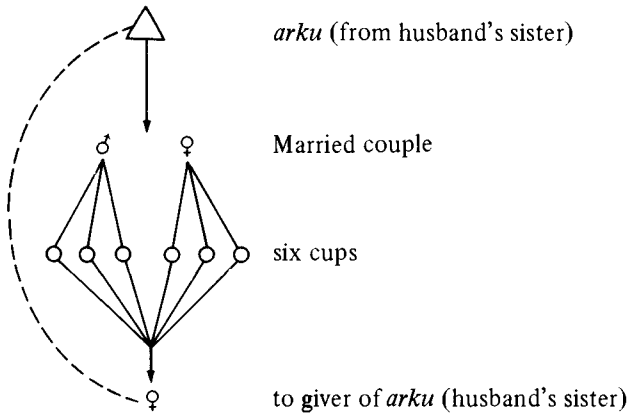 arku (from husband's sister)
♂ ♀ Married couple
six cups
♀ to giver of arku (husband's sister)